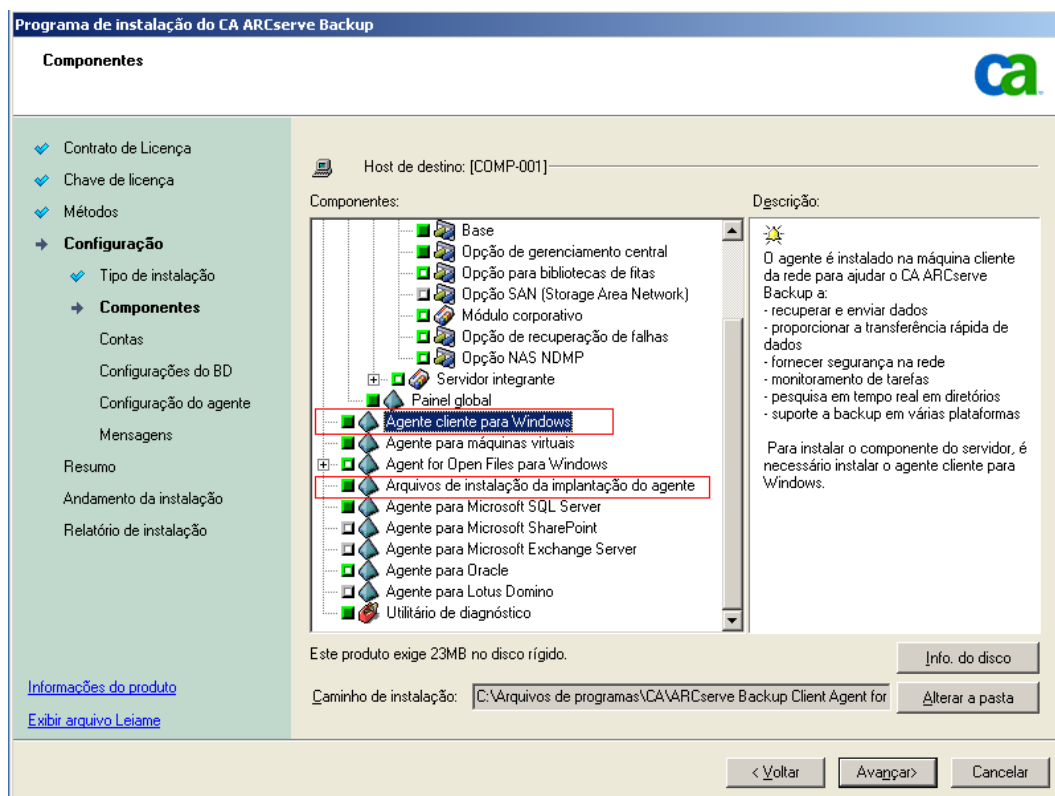 Programa de instalação do CA ARCserve Backup
Componentes
ca
Contrato de Licença
Chave de licença
Métodos
Configuração
Tipo de instalação
Componentes
Contas
Configurações do BD
Configuração do agente
Mensagens
Resumo
Andamento da instalação
Relatório de instalação
Informações do produto
Exibir arquivo Leiame
Host de destino: [COMP-001]
Componentes:
Base
Opção de gerenciamento central
Opção para bibliotecas de fitas
Opção SAN (Storage Area Network)
Módulo corporativo
Opção de recuperação de falhas
Opção NAS NDMP
Servidor integrante
Painel global
Agente cliente para Windows
Agente para máquinas virtuais
Agent for Open Files para Windows
Arquivos de instalação da implantação do agente
Agente para Microsoft SQL Server
Agente para Microsoft SharePoint
Agente para Microsoft Exchange Server
Agente para Oracle
Agente para Lotus Domino
Utilitário de diagnóstico
Descrição:
O agente é instalado na máquina cliente
da rede para ajudar o CA ARCserve
Backup a:
- recuperar e enviar dados
- proporcionar a transferência rápida de
dados
- fornecer segurança na rede
- monitoramento de tarefas
- pesquisa em tempo real em diretórios
- suporte a backup em várias plataformas
Para instalar o componente do servidor, é
necessário instalar o agente cliente para
Windows.
Este produto exige 23MB no disco rígido.
Info. do disco
Caminho de instalação: C:\Arquivos de programas\CA\ARCserve Backup Client Agent for
Alterar a pasta
< Voltar
Avançar>
Cancelar